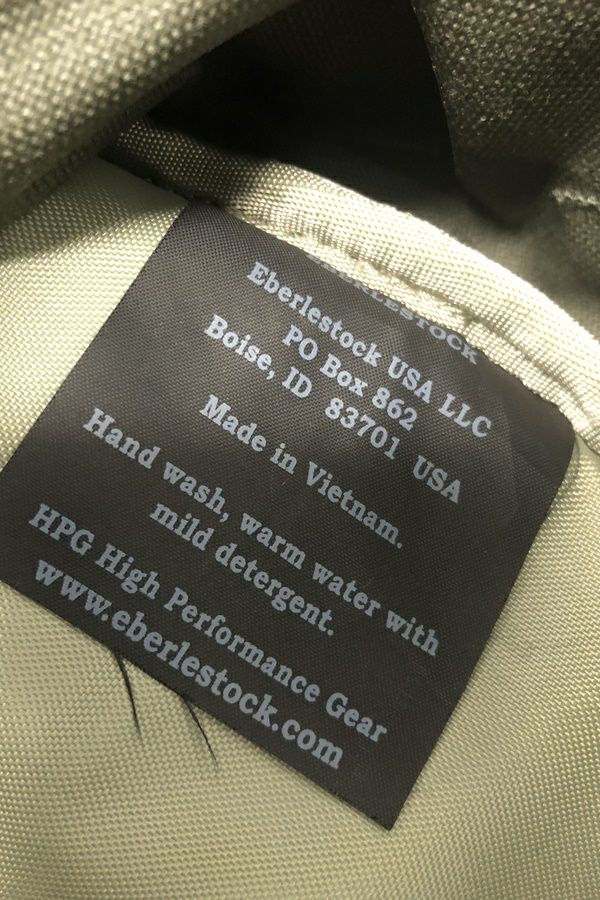 EBERLESTOCK
Eberlestock USA LLC
PO Box 862
Boise, ID 83701 USA
Made in Vietnam.
Hand wash, warm water with
mild detergent.
HPG High Performance Gear
www.eberlestock.com